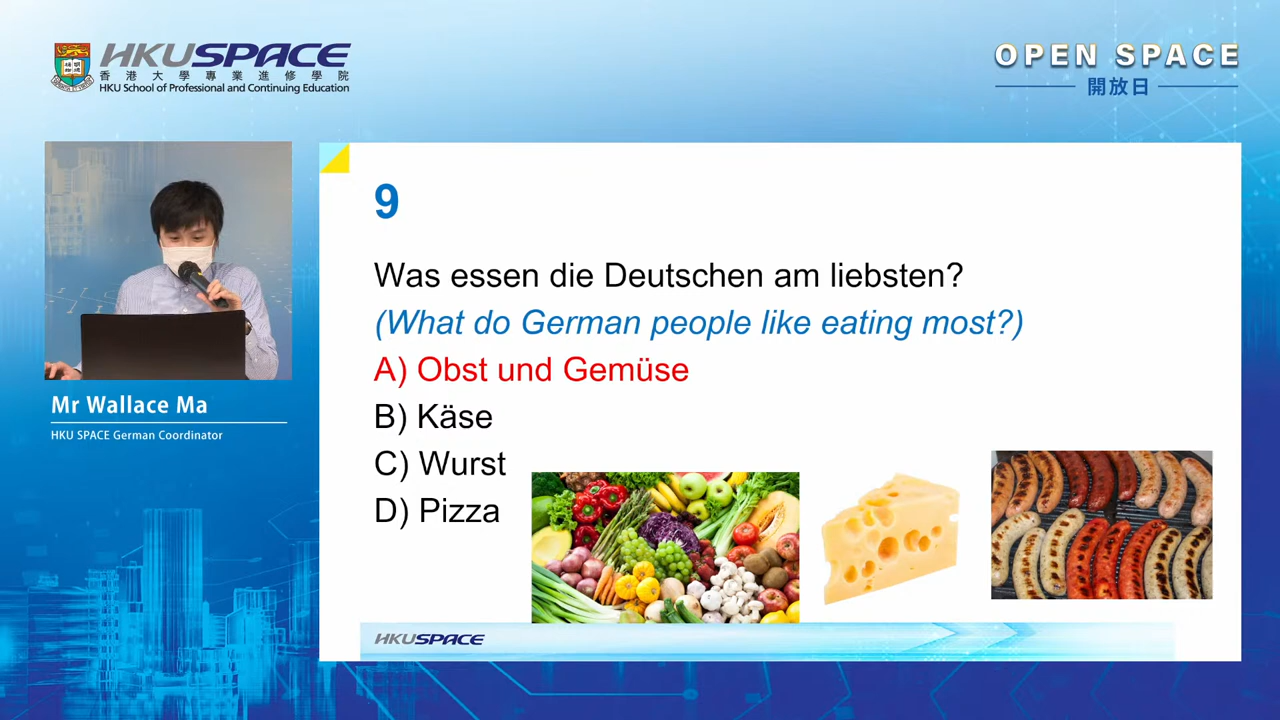 HKUSPACE
香港大學專業進修學院
HKU School of Professional and Continuing Education
OPEN SPACE
開放日
9
Was essen die Deutschen am liebsten?
(What do German people like eating most?)
A) Obst und Gemüse
B) Käse
C) Wurst
D) Pizza
Mr Wallace Ma
HKU SPACE German Coordinator
HKUSPACE